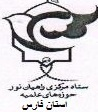 ستاد مرکزی راهیان نور
حوزه‌های علمیه
استان فارس